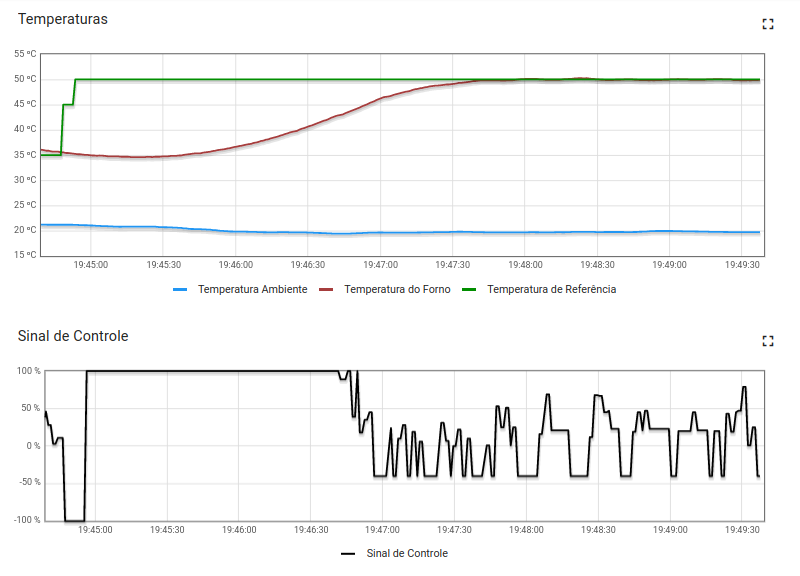 Temperaturas
55 ºC
50 ºC
45 ºC
40 ºC
35 ºC
30 ºC
25 ºC
20 ºC
15 ºC
19:45:00 19:45:30 19:46:00 19:46:30 19:47:00 19:47:30 19:48:00 19:48:30 19:49:00 19:49:30
Temperatura Ambiente Temperatura do Forno Temperatura de Referência
Sinal de Controle
100 %
50 %
0 %
-50 %
-100 %
19:45:00 19:45:30 19:46:00 19:46:30 19:47:00 19:47:30 19:48:00 19:48:30 19:49:00 19:49:30
Sinal de Controle